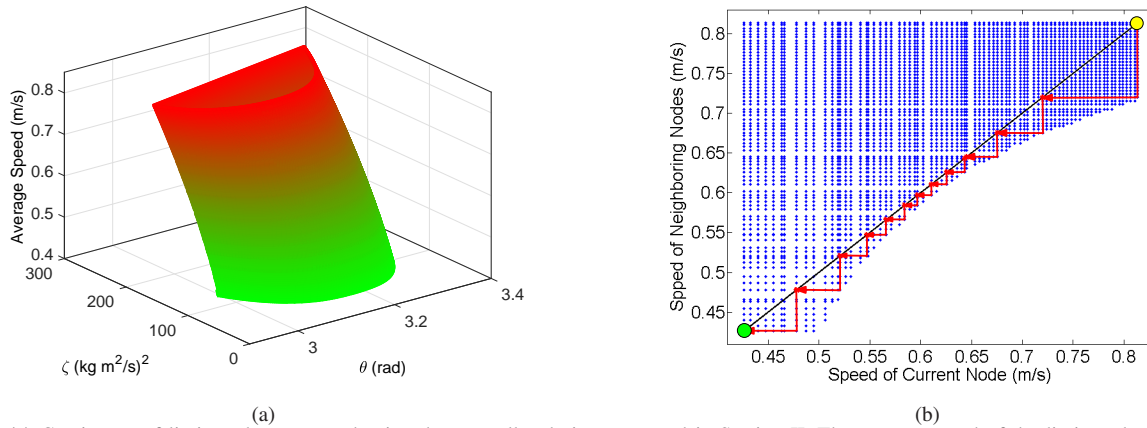 0.8
0.7
0.6
0.5
0.4
Average Speed (m/s)
300
200
100
0
ζ (kg m²/s)²
3
3.2
3.4
θ (rad)
(a)
0.8
0.75
0.7
0.65
0.6
0.55
0.5
0.45
Spped of Neighboring Nodes (m/s)
0.45 0.5 0.55 0.6 0.65 0.7 0.75 0.8
Speed of Current Node (m/s)
(b)